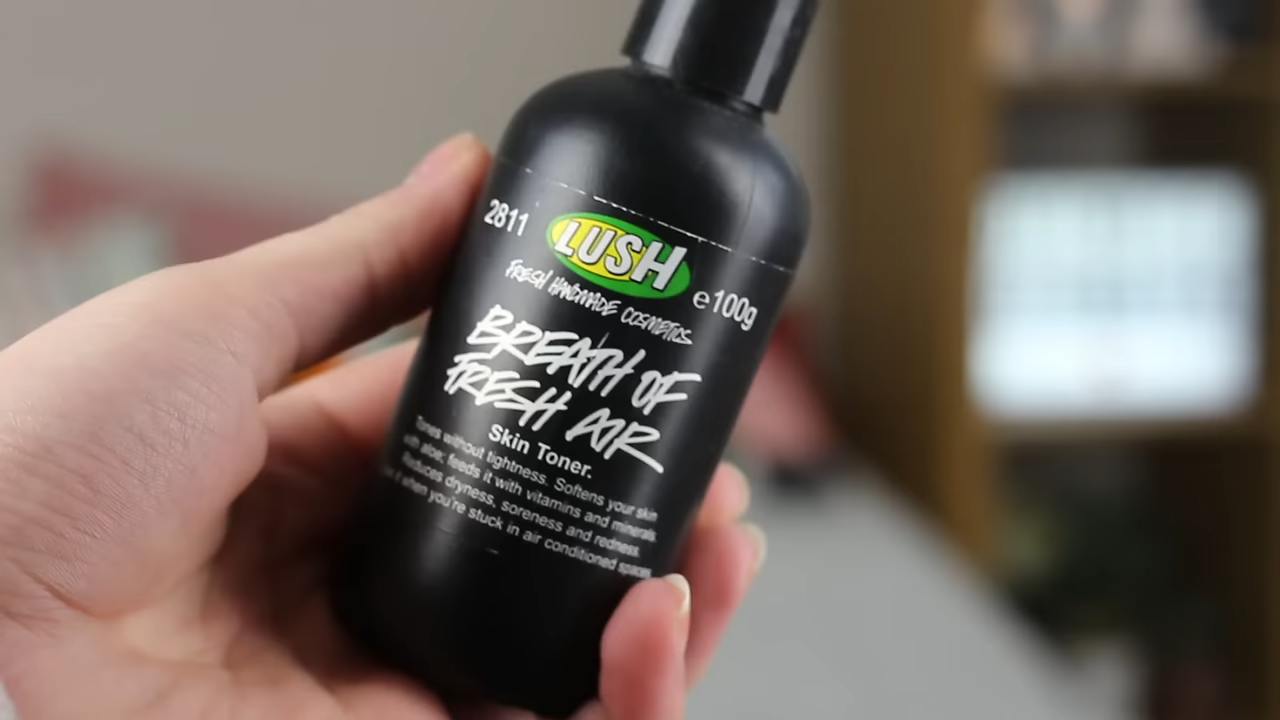 2811
LUSH
FRESH HANDMADE COSMETICS
e100g
BREATH OF
FRESH AIR
Skin Toner.
Tones without tightness. Softens your skin
with aloe; feeds it with vitamins and minerals.
Reduces dryness, soreness and redness.
it when you're stuck in air conditioned spaces.